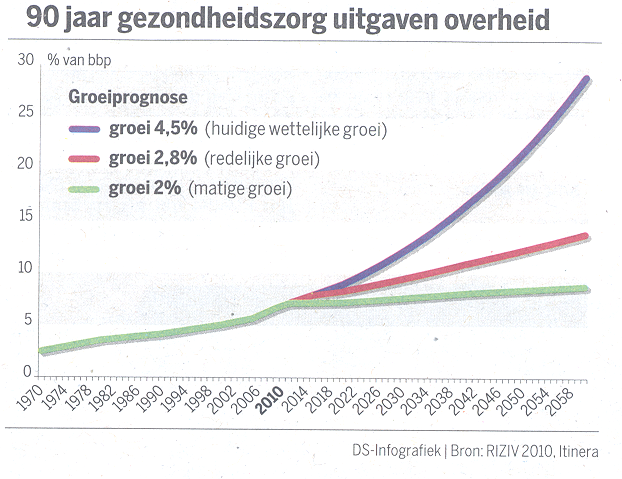 90 jaar gezondheidszorg uitgaven overheid
30 % van bbp
Groeiprognose
groei 4,5% (huidige wettelijke groei)
groei 2,8% (redelijke groei)
groei 2% (matige groei)
25
20
15
10
5
0
1970 1974 1978 1982 1986 1990 1994 1998 2002 2006 2010 2014 2018 2022 2026 2030 2034 2038 2042 2046 2050 2054 2058
DS-Infografiek | Bron: RIZIV 2010, Itinera